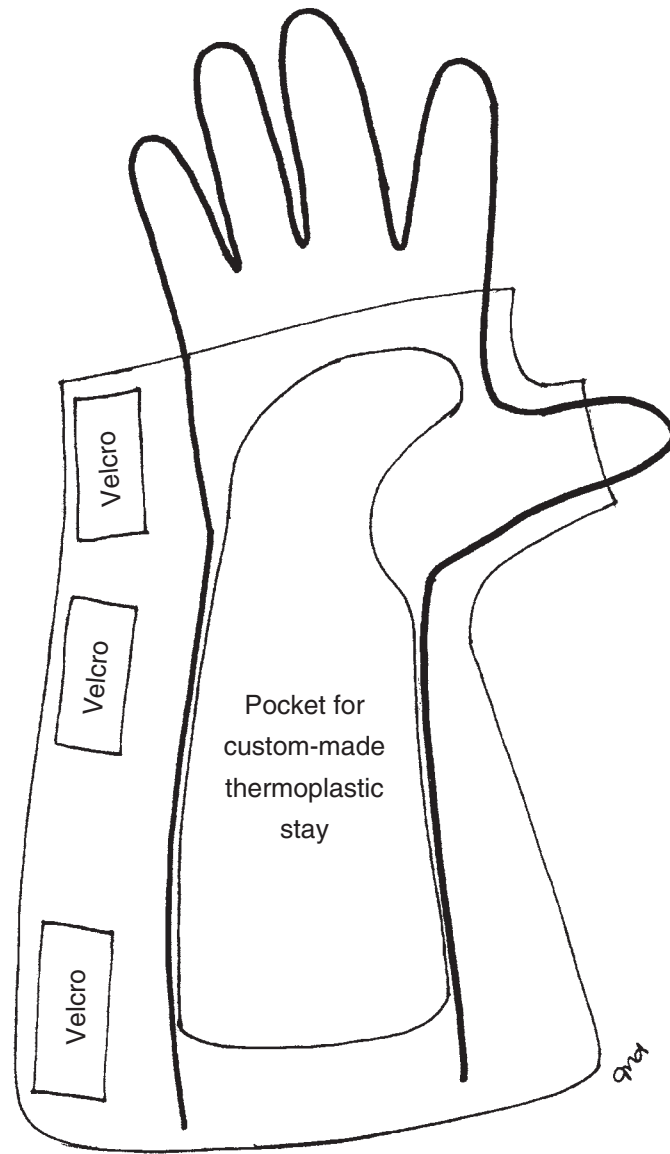 Velcro
Velcro
Pocket for
custom-made
thermoplastic
stay
Velcro